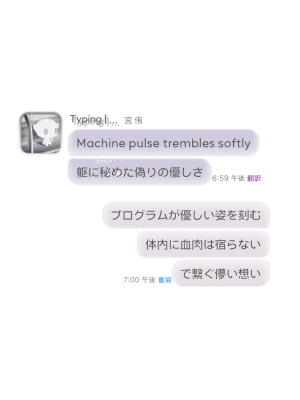 Typing |... 宮 侑
Machine pulse trembles softly
躯に秘めた偽りの優しさ
6:59 午後 翻訳
プログラムが優しい姿を刻む
体内に血肉は宿らない
7:00 午後 重寫
で繋ぐ儚い想い